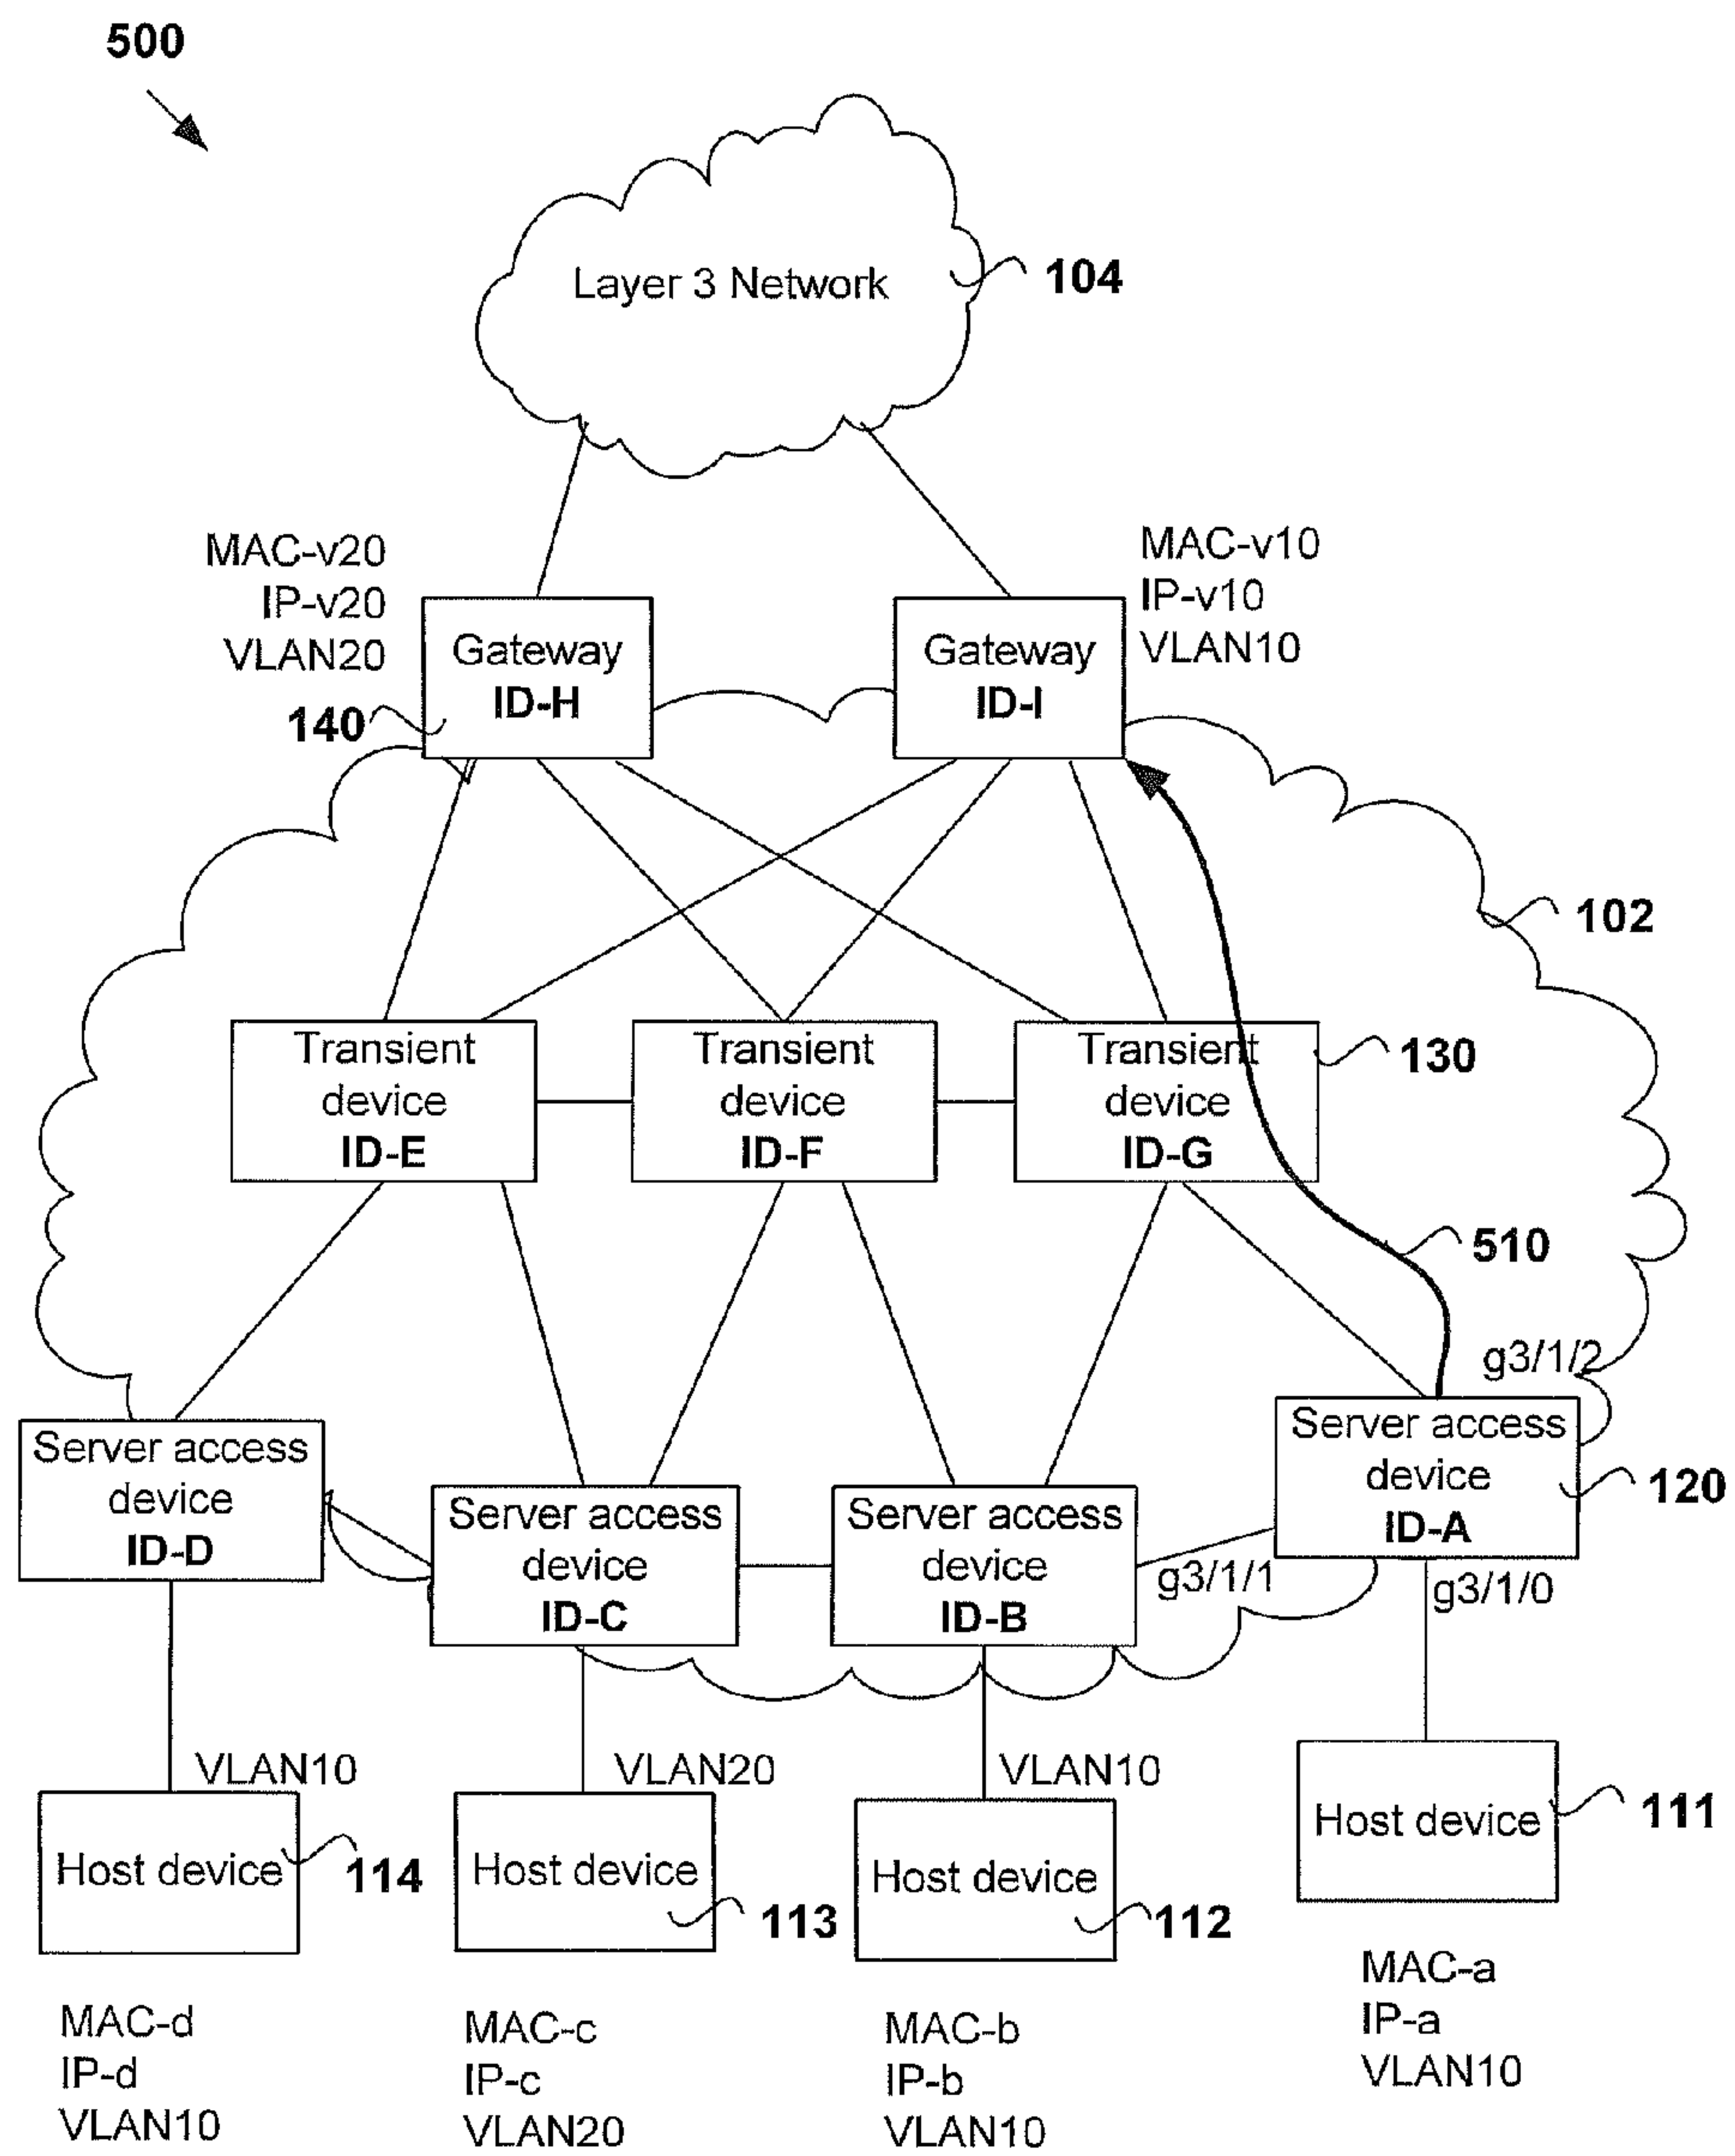 500
Layer 3 Network
104
MAC-v20
IP-v20
VLAN20
MAC-v10
IP-v10
VLAN10
Gateway
ID-H
140
Gateway
ID-I
102
Transient
device
ID-E
Transient
device
ID-F
Transient
device
ID-G
130
510
g3/1/2
Server access
device
ID-D
Server access
device
ID-C
Server access
device
ID-B
Server access
device
ID-A
120
g3/1/1
g3/1/0
VLAN10
VLAN20
VLAN10
Host device
114
Host device
113
Host device
112
Host device
111
MAC-d
IP-d
VLAN10
MAC-c
IP-c
VLAN20
MAC-b
IP-b
VLAN10
MAC-a
IP-a
VLAN10